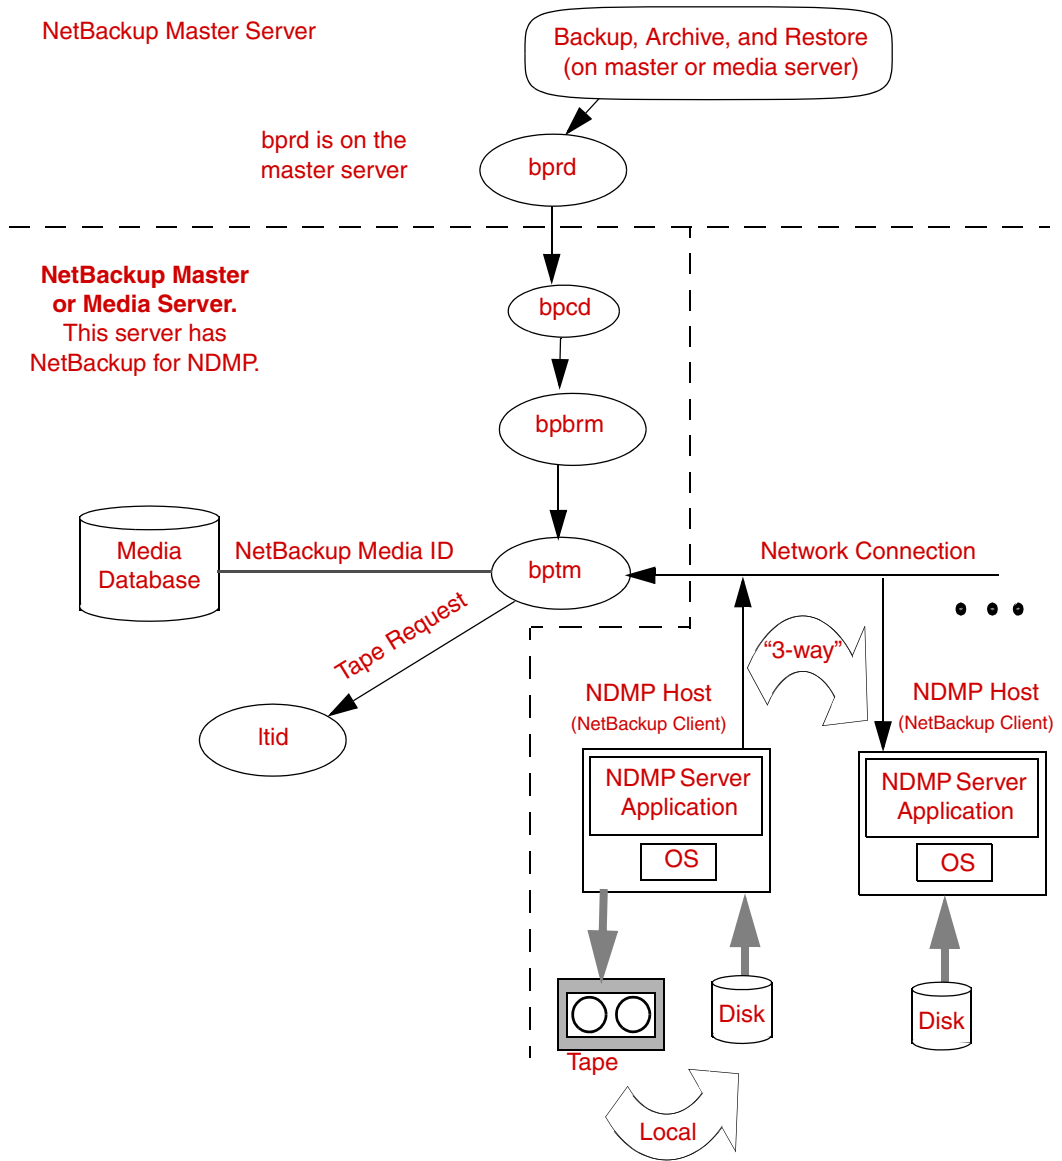 NetBackup Master Server
Backup, Archive, and Restore
(on master or media server)
bprd is on the
master server
bprd
NetBackup Master
or Media Server.
This server has
NetBackup for NDMP.
bpcd
bpbrm
Media
Database
NetBackup Media ID
bptm
Network Connection
Tape Request
"3-way"
ltid
NDMP Host
(NetBackup Client)
NDMP Host
(NetBackup Client)
NDMP Server
Application
OS
NDMP Server
Application
OS
Disk
Disk
Tape
Local